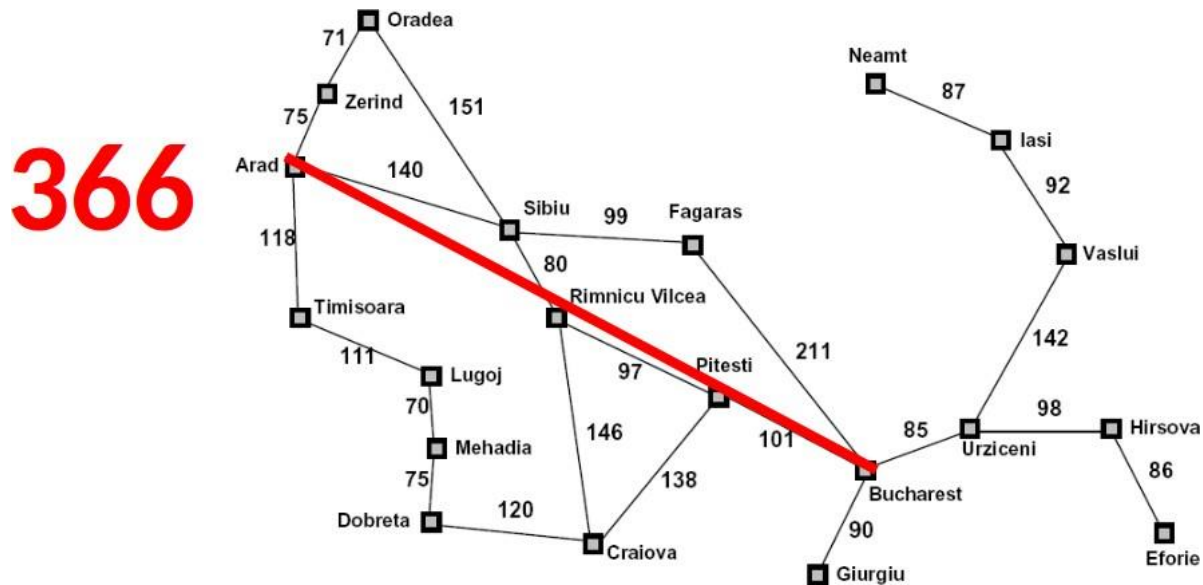 Oradea
71
Neamt
87
Zerind
151
75
Iasi
366
Arad
140
92
Sibiu
99
Fagaras
118
Vaslui
80
Rimnicu Vilcea
Timisoara
142
211
111
Lugoj
97
Pitesti
70
98
Hirsova
146
101
85
Mehadia
Urziceni
75
138
86
Bucharest
Dobreta
120
90
Craiova
Eforie
Giurgiu